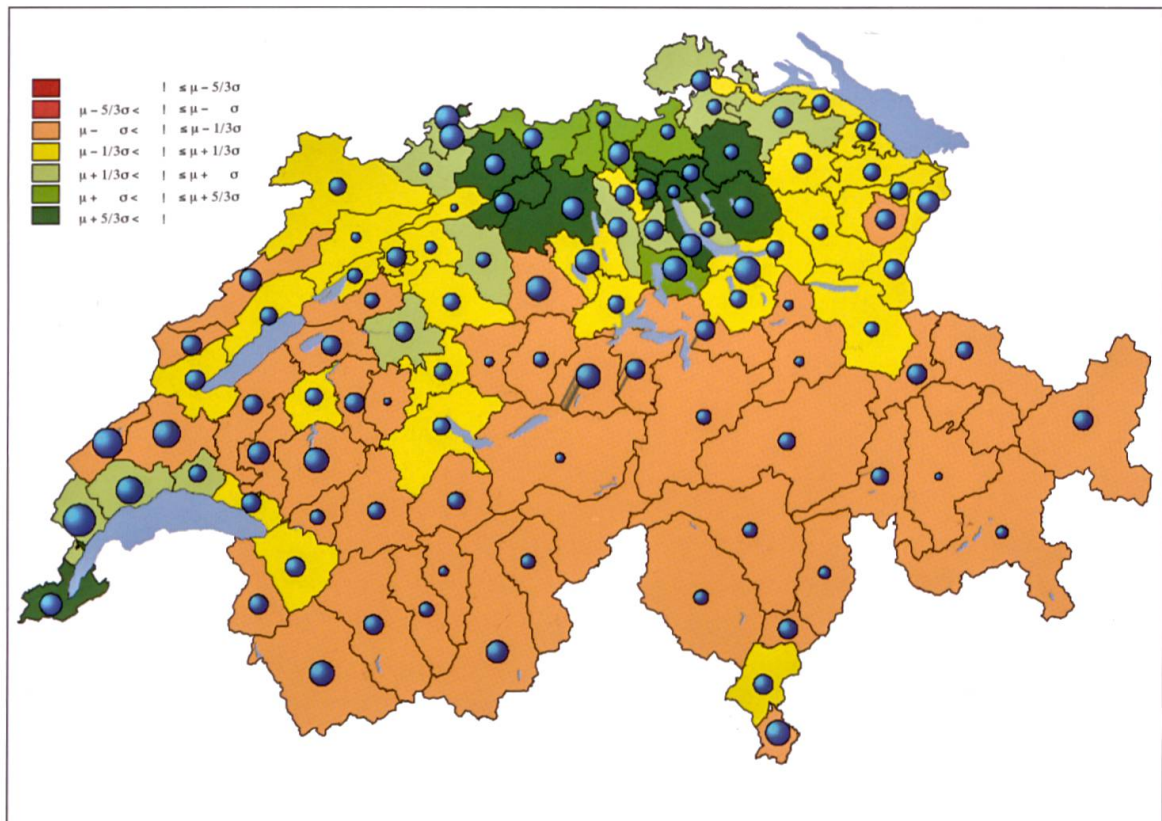 ! ≤ μ − 5/3σ
μ − 5/3σ < ! ≤ μ − σ
μ − σ < ! ≤ μ − 1/3σ
μ − 1/3σ < ! ≤ μ + 1/3σ
μ + 1/3σ < ! ≤ μ + σ
μ + σ < ! ≤ μ + 5/3σ
μ + 5/3σ < !